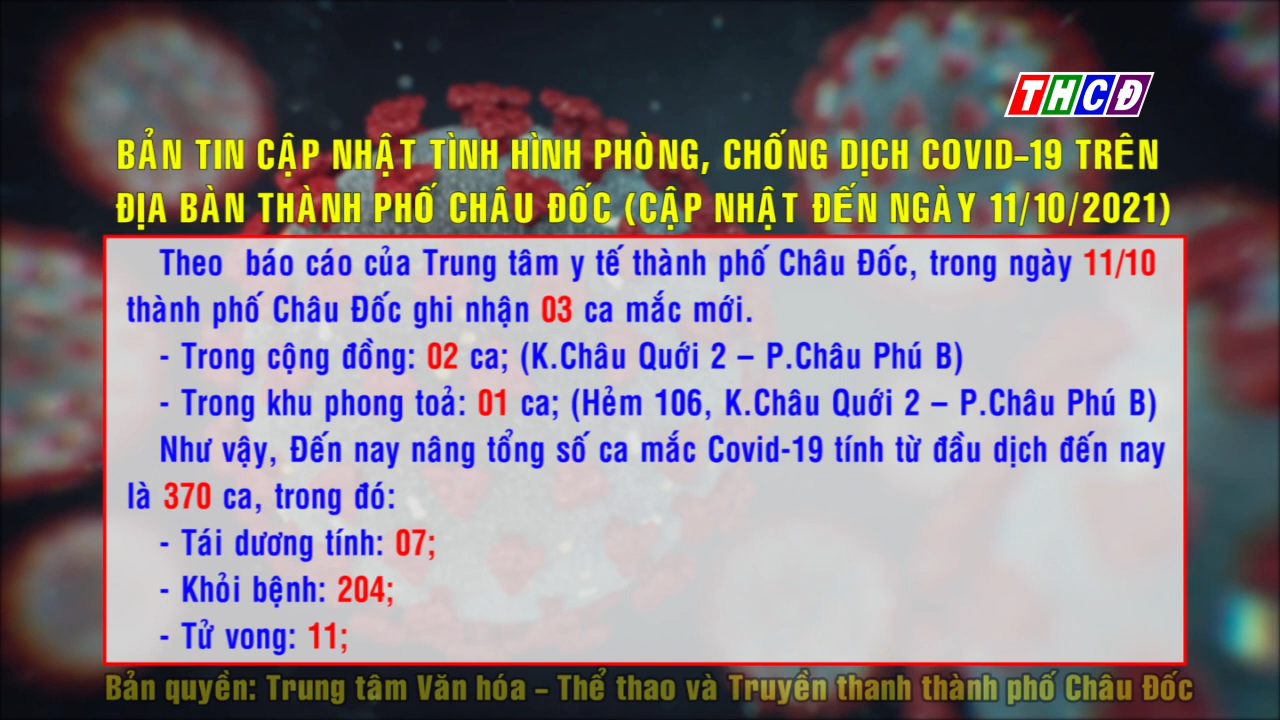 THCĐ
BẢN TIN CẬP NHẬT TÌNH HÌNH PHÒNG, CHỐNG DỊCH COVID-19 TRÊN
ĐỊA BÀN THÀNH PHỐ CHÂU ĐỐC (CẬP NHẬT ĐẾN NGÀY 11/10/2021)
Theo báo cáo của Trung tâm y tế thành phố Châu Đốc, trong ngày 11/10
thành phố Châu Đốc ghi nhận 03 ca mắc mới.
- Trong cộng đồng: 02 ca; (K.Châu Quới 2 – P.Châu Phú B)
- Trong khu phong toả: 01 ca; (Hẻm 106, K.Châu Quới 2 – P.Châu Phú B)
Như vậy, Đến nay nâng tổng số ca mắc Covid-19 tính từ đầu dịch đến nay
là 370 ca, trong đó:
- Tái dương tính: 07;
- Khỏi bệnh: 204;
- Tử vong: 11;
Bản quyền: Trung tâm Văn hóa - Thể thao và Truyền thanh thành phố Châu Đốc